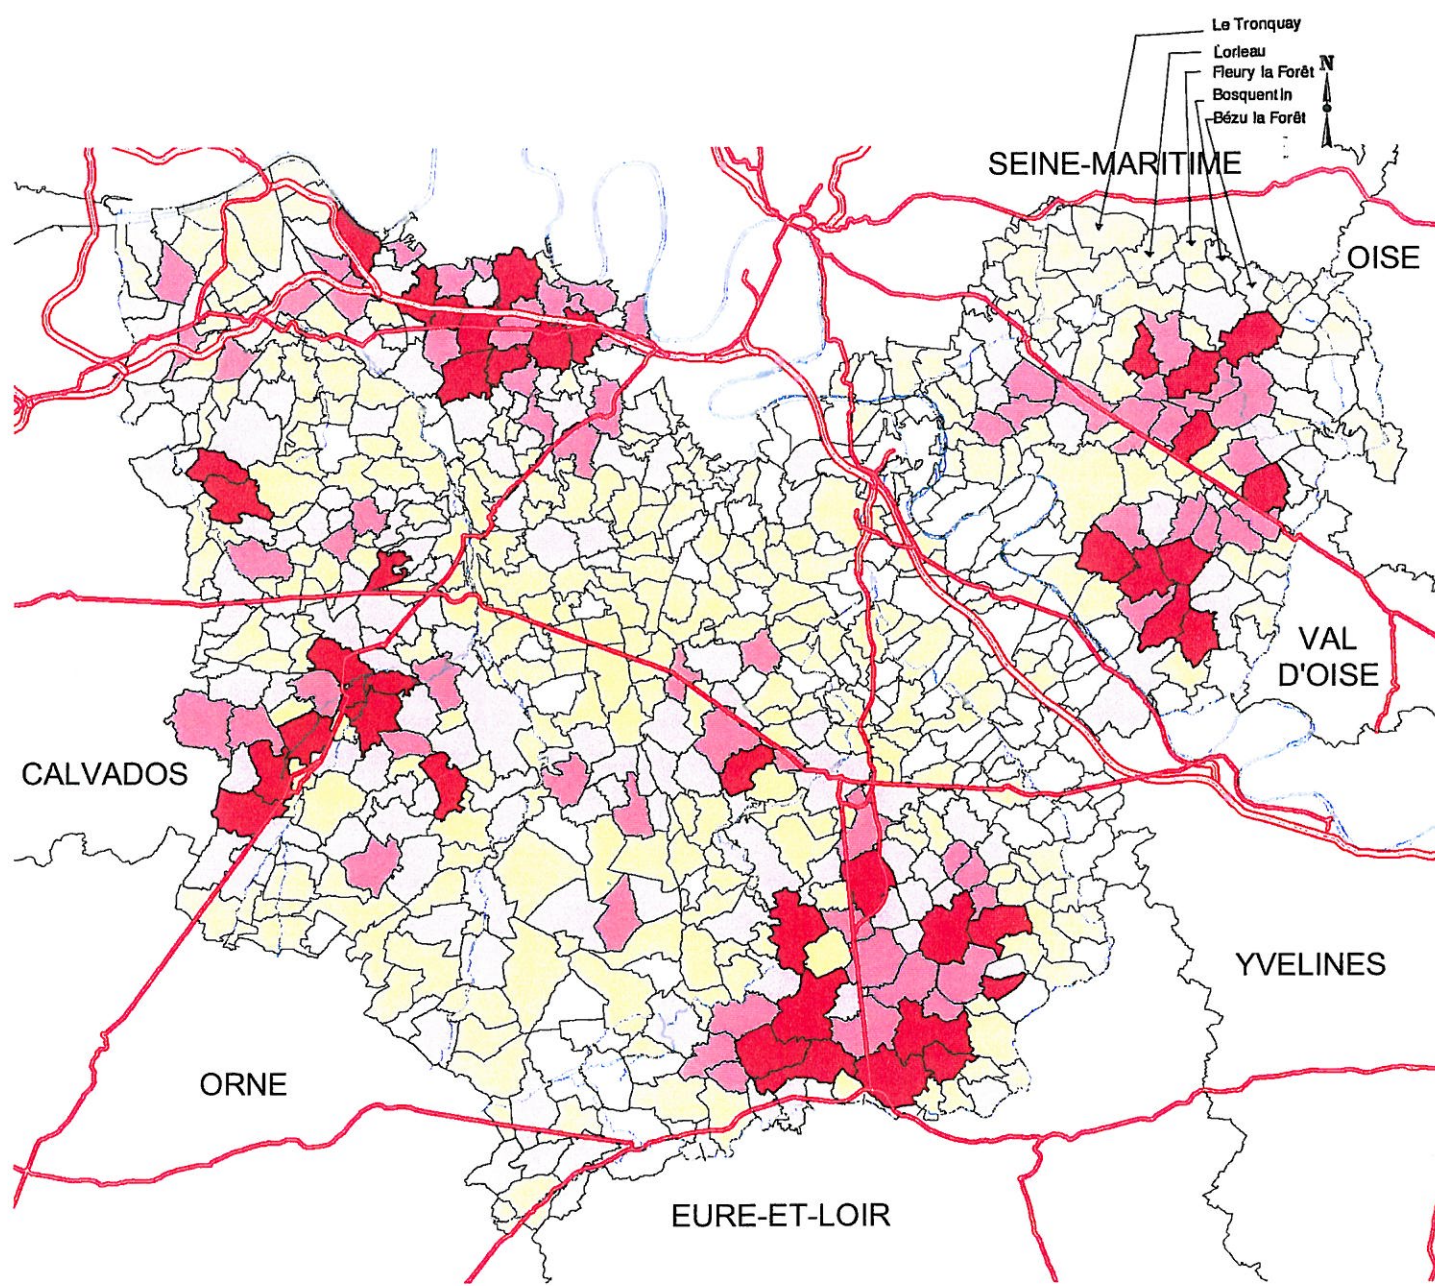 Le Tronquay
Lorleau
Fleury la Forêt
N
Bosquentin
Bézu la Forêt
SEINE-MARITIME
OISE
VAL
D'OISE
CALVADOS
YVELINES
ORNE
EURE-ET-LOIR